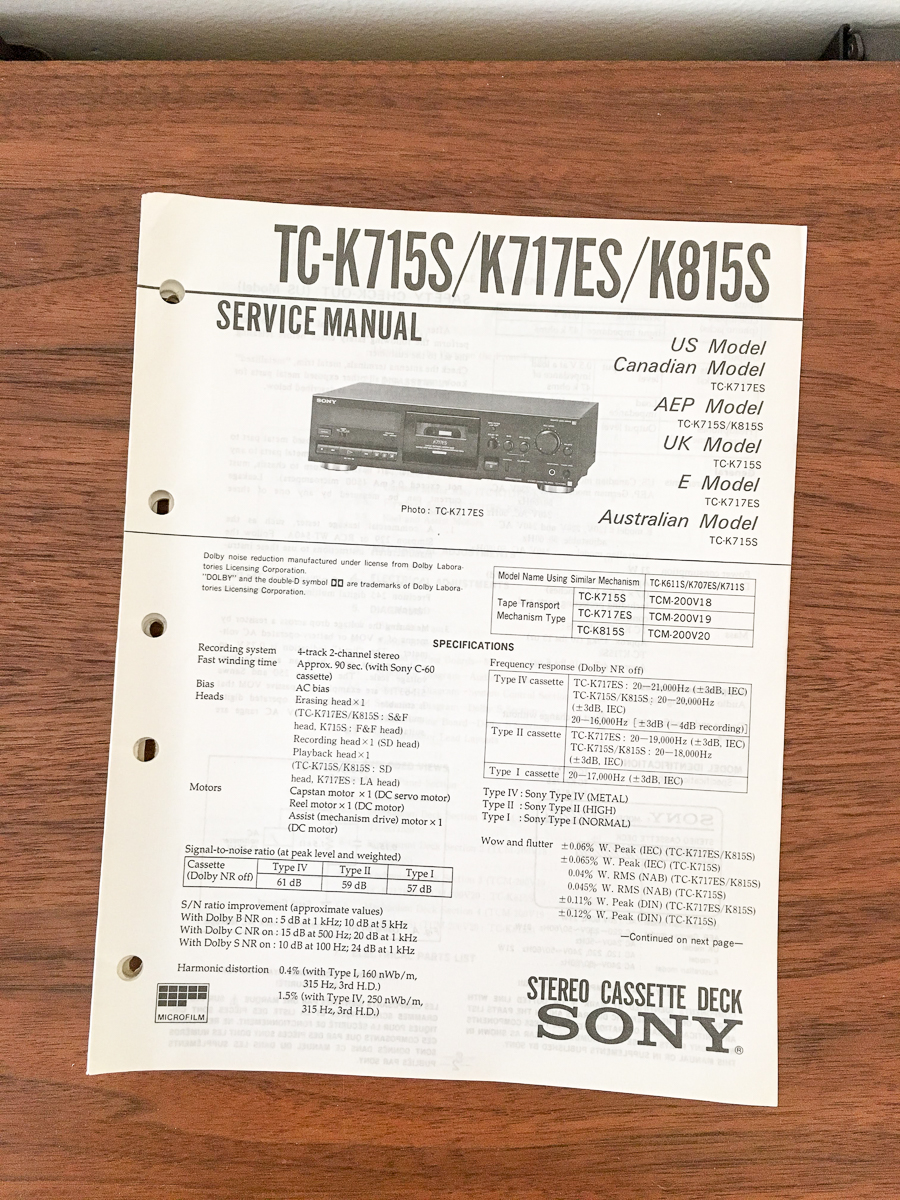 TC-K715S/K717ES/K815S
SERVICE MANUAL
US Model
Canadian Model
TC-K717ES
AEP Model
TC-K715S/K815S
UK Model
TC-K715S
E Model
TC-K717ES
Australian Model
TC-K715S
SONY
Photo: TC-K717ES
Dolby noise reduction manufactured under license from Dolby Labora-
tories Licensing Corporation.
"DOLBY" and the double-D symbol are trademarks of Dolby Labora-
tories Licensing Corporation.
Model Name Using Similar Mechanism TC-K611S/K707ES/K711S
Tape Transport Mechanism Type TC-K715S TCM-200V18
TC-K717ES TCM-200V19
TC-K815S TCM-200V20
SPECIFICATIONS
Recording system 4-track 2-channel stereo
Fast winding time Approx. 90 sec. (with Sony C-60
cassette)
Bias AC bias
Heads Erasing head×1
(TC-K717ES/K815S: S&F
head, K715S: F&F head)
Recording head×1 (SD head)
Playback head×1
(TC-K715S/K815S: SD
head, K717ES: LA head)
Motors Capstan motor ×1 (DC servo motor)
Reel motor ×1 (DC motor)
Assist (mechanism drive) motor×1
(DC motor)
Signal-to-noise ratio (at peak level and weighted)
Cassette (Dolby NR off) Type IV Type II Type I
61 dB 59 dB 57 dB
S/N ratio improvement (approximate values)
With Dolby B NR on: 5 dB at 1 kHz; 10 dB at 5 kHz
With Dolby C NR on: 15 dB at 500 Hz; 20 dB at 1 kHz
With Dolby S NR on: 10 dB at 100 Hz; 24 dB at 1 kHz
Harmonic distortion 0.4% (with Type I, 160 nWb/m,
315 Hz, 3rd H.D.)
1.5% (with Type IV, 250 nWb/m,
315 Hz, 3rd H.D.)
MICROFILM
Frequency response (Dolby NR off)
Type IV cassette TC-K717ES: 20—21,000Hz (±3dB, IEC)
TC-K715S/K815S: 20—20,000Hz
(±3dB, IEC)
20—16,000Hz [±3dB (−4dB recording)]
Type II cassette TC-K717ES: 20—19,000Hz (±3dB, IEC)
TC-K715S/K815S: 20—18,000Hz
(±3dB, IEC)
Type I cassette 20—17,000Hz (±3dB, IEC)
Type IV: Sony Type IV (METAL)
Type II : Sony Type II (HIGH)
Type I : Sony Type I (NORMAL)
Wow and flutter ±0.06% W. Peak (IEC) (TC-K717ES/K815S)
±0.065% W. Peak (IEC) (TC-K715S)
0.04% W. RMS (NAB) (TC-K717ES/K815S)
0.045% W. RMS (NAB) (TC-K715S)
±0.11% W. Peak (DIN) (TC-K717ES/K815S)
±0.12% W. Peak (DIN) (TC-K715S)
—Continued on next page—
STEREO CASSETTE DECK
SONY®